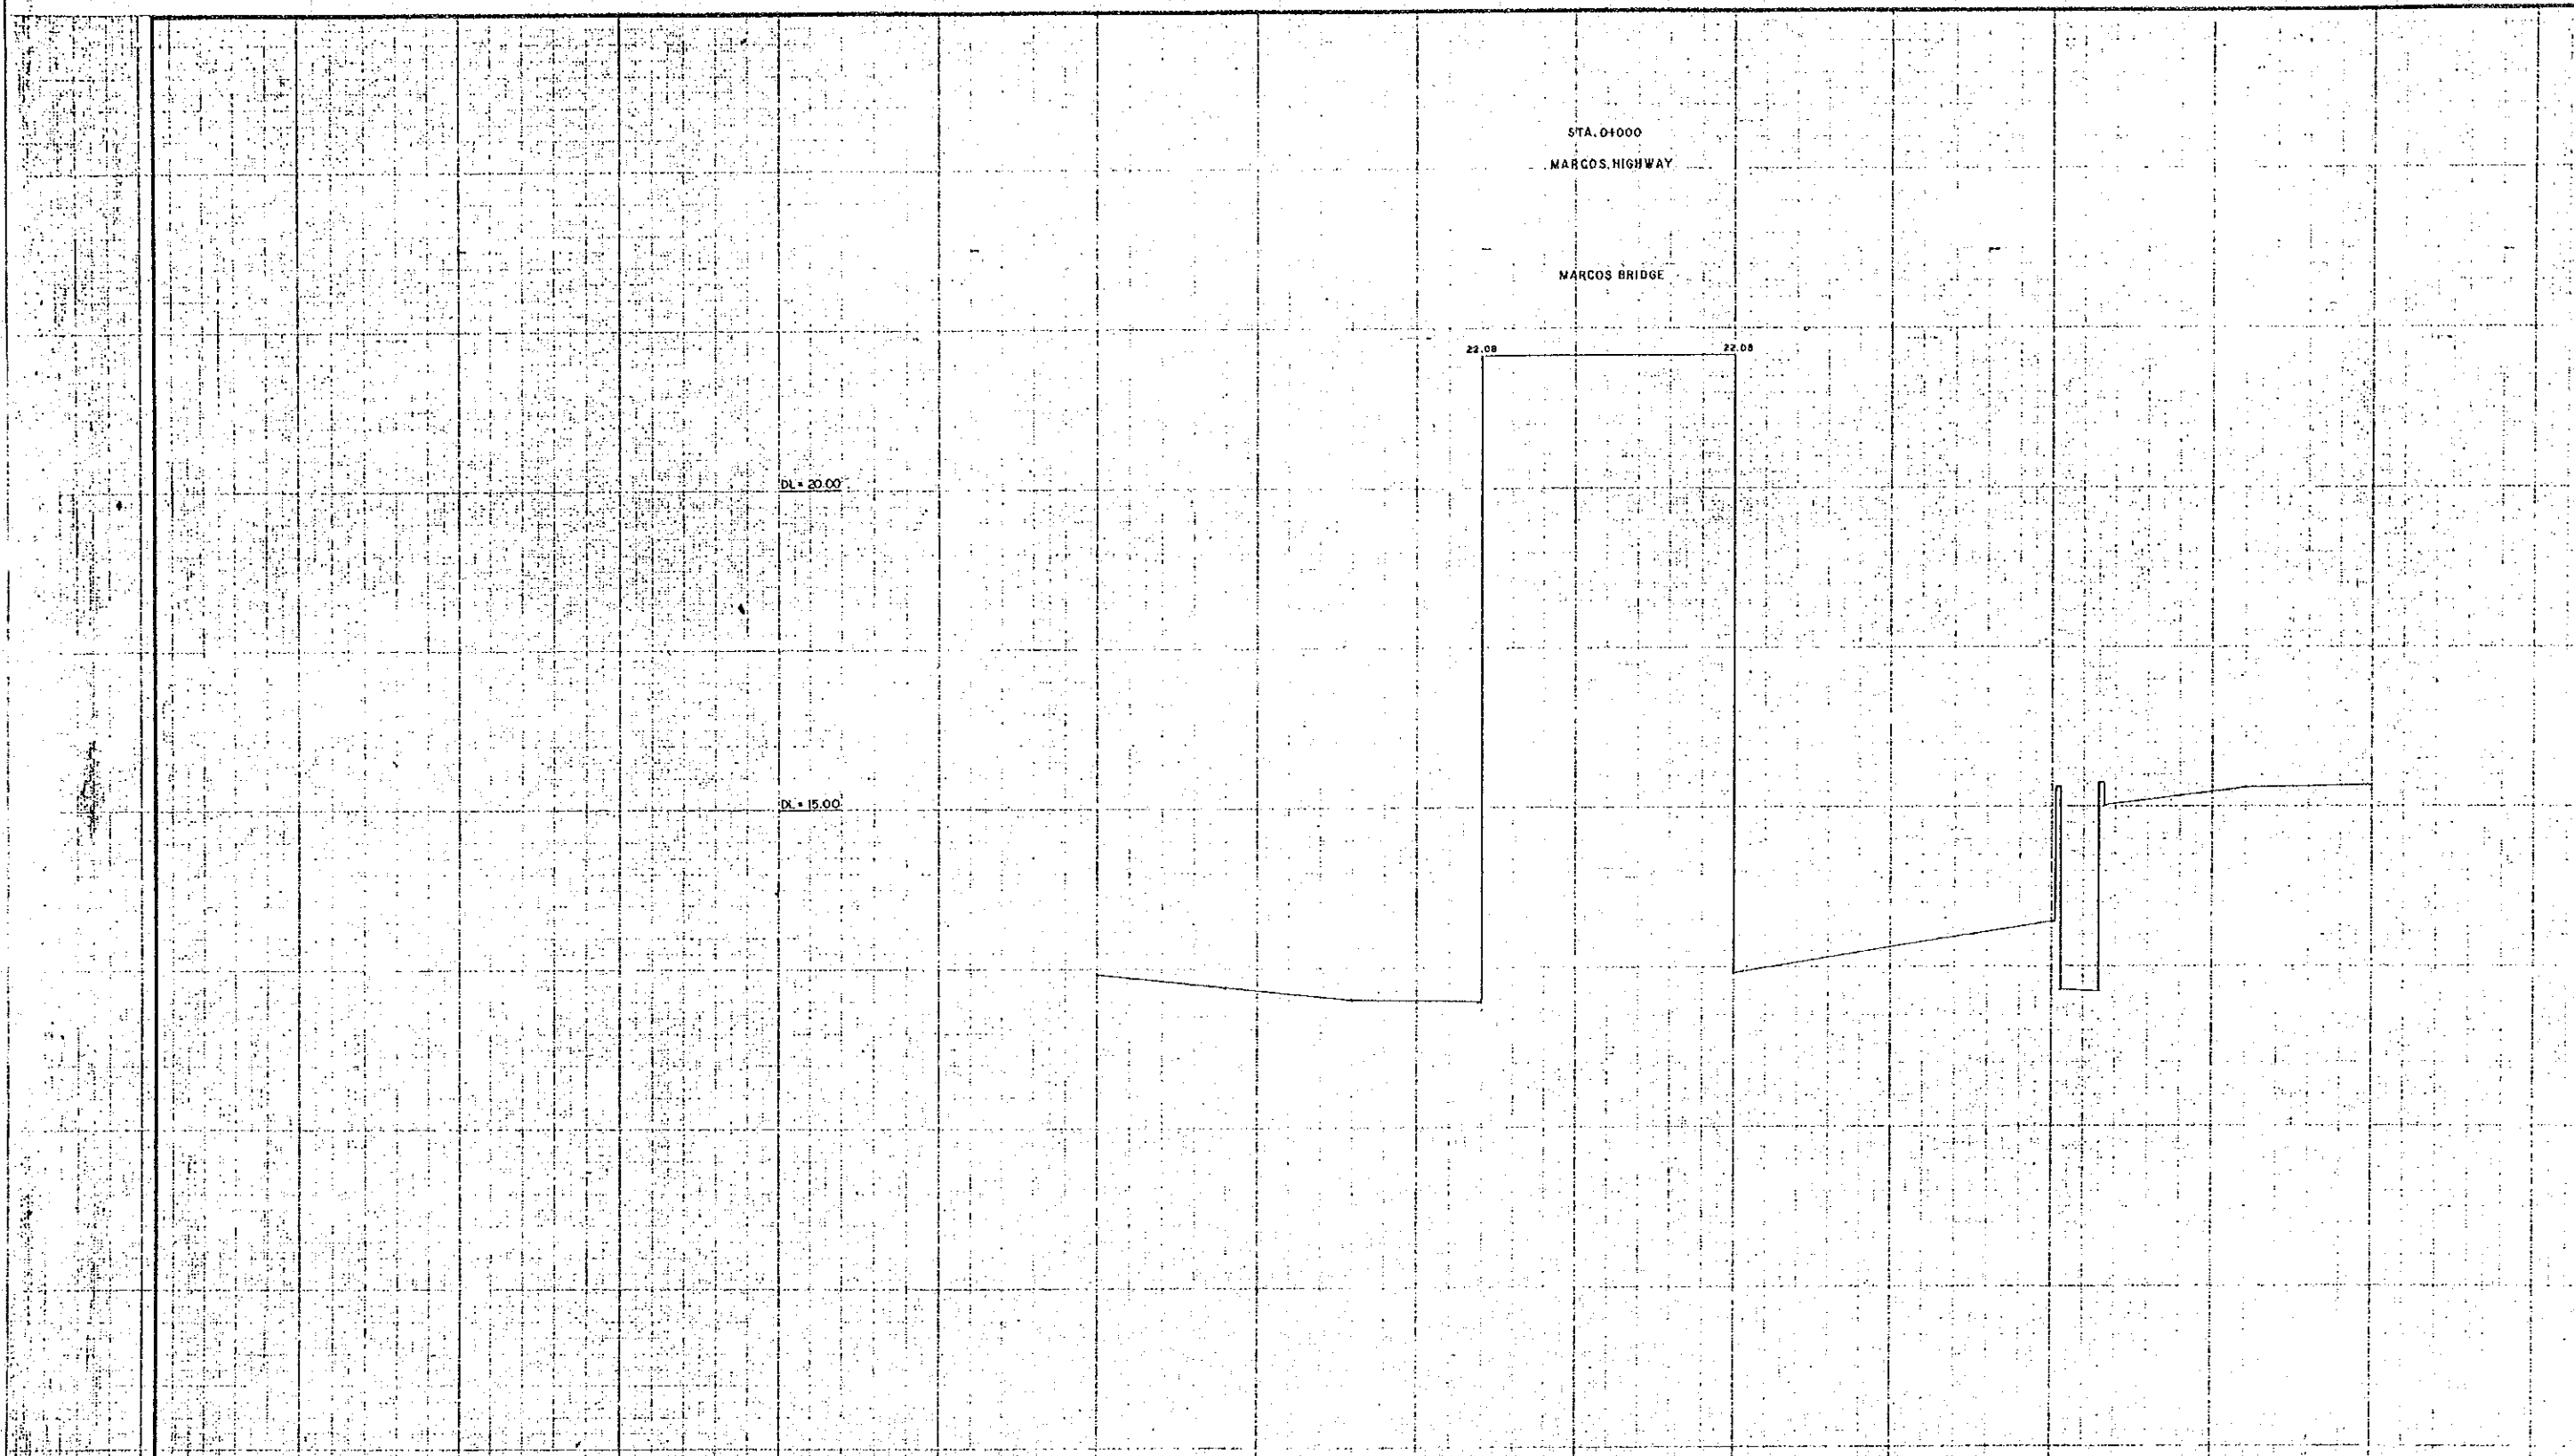 STA. 0+000
MARCOS HIGHWAY
MARCOS BRIDGE
22.08 22.08
DL = 20.00
DL = 15.00